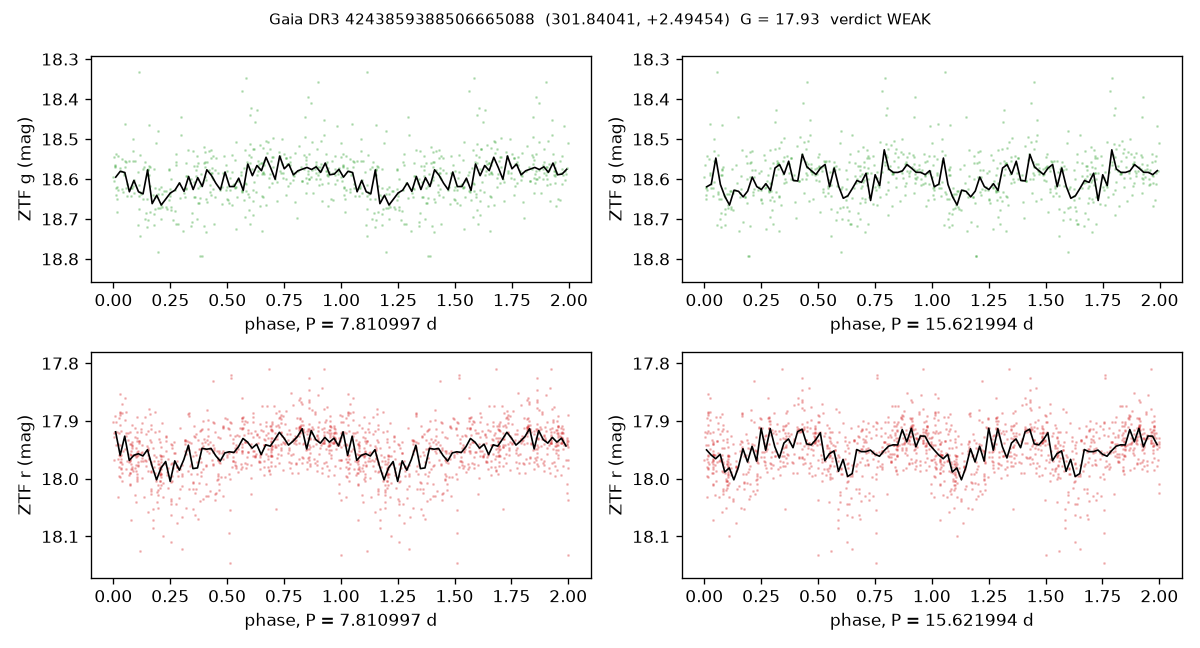 Gaia DR3 4243859388506665088  (301.84041, +2.49454)  G = 17.93  verdict WEAK
18.3
18.4
18.5
18.6
18.7
18.8
ZTF g (mag)
0.00 0.25 0.50 0.75 1.00 1.25 1.50 1.75 2.00
phase, P = 7.810997 d
18.3
18.4
18.5
18.6
18.7
18.8
ZTF g (mag)
0.00 0.25 0.50 0.75 1.00 1.25 1.50 1.75 2.00
phase, P = 15.621994 d
17.8
17.9
18.0
18.1
ZTF r (mag)
0.00 0.25 0.50 0.75 1.00 1.25 1.50 1.75 2.00
phase, P = 7.810997 d
17.8
17.9
18.0
18.1
ZTF r (mag)
0.00 0.25 0.50 0.75 1.00 1.25 1.50 1.75 2.00
phase, P = 15.621994 d